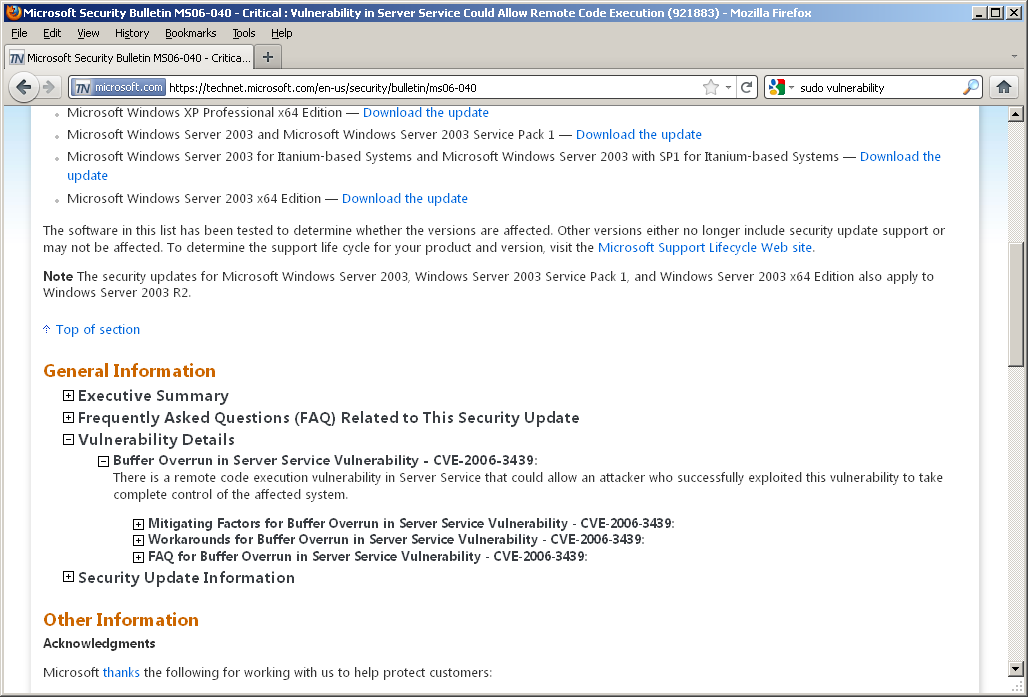 Microsoft Security Bulletin MS06-040 - Critical : Vulnerability in Server Service Could Allow Remote Code Execution (921883) - Mozilla Firefox
File Edit View History Bookmarks Tools Help
TN Microsoft Security Bulletin MS06-040 - Critica...
TN microsoft.com https://technet.microsoft.com/en-us/security/bulletin/ms06-040 sudo vulnerability
Microsoft Windows XP Professional x64 Edition — Download the update
Microsoft Windows Server 2003 and Microsoft Windows Server 2003 Service Pack 1 — Download the update
Microsoft Windows Server 2003 for Itanium-based Systems and Microsoft Windows Server 2003 with SP1 for Itanium-based Systems — Download the
update
Microsoft Windows Server 2003 x64 Edition — Download the update
The software in this list has been tested to determine whether the versions are affected. Other versions either no longer include security update support or
may not be affected. To determine the support life cycle for your product and version, visit the Microsoft Support Lifecycle Web site.
Note The security updates for Microsoft Windows Server 2003, Windows Server 2003 Service Pack 1, and Windows Server 2003 x64 Edition also apply to
Windows Server 2003 R2.
Top of section
General Information
Executive Summary
Frequently Asked Questions (FAQ) Related to This Security Update
Vulnerability Details
Buffer Overrun in Server Service Vulnerability - CVE-2006-3439:
There is a remote code execution vulnerability in Server Service that could allow an attacker who successfully exploited this vulnerability to take
complete control of the affected system.
Mitigating Factors for Buffer Overrun in Server Service Vulnerability - CVE-2006-3439:
Workarounds for Buffer Overrun in Server Service Vulnerability - CVE-2006-3439:
FAQ for Buffer Overrun in Server Service Vulnerability - CVE-2006-3439:
Security Update Information
Other Information
Acknowledgments
Microsoft thanks the following for working with us to help protect customers: